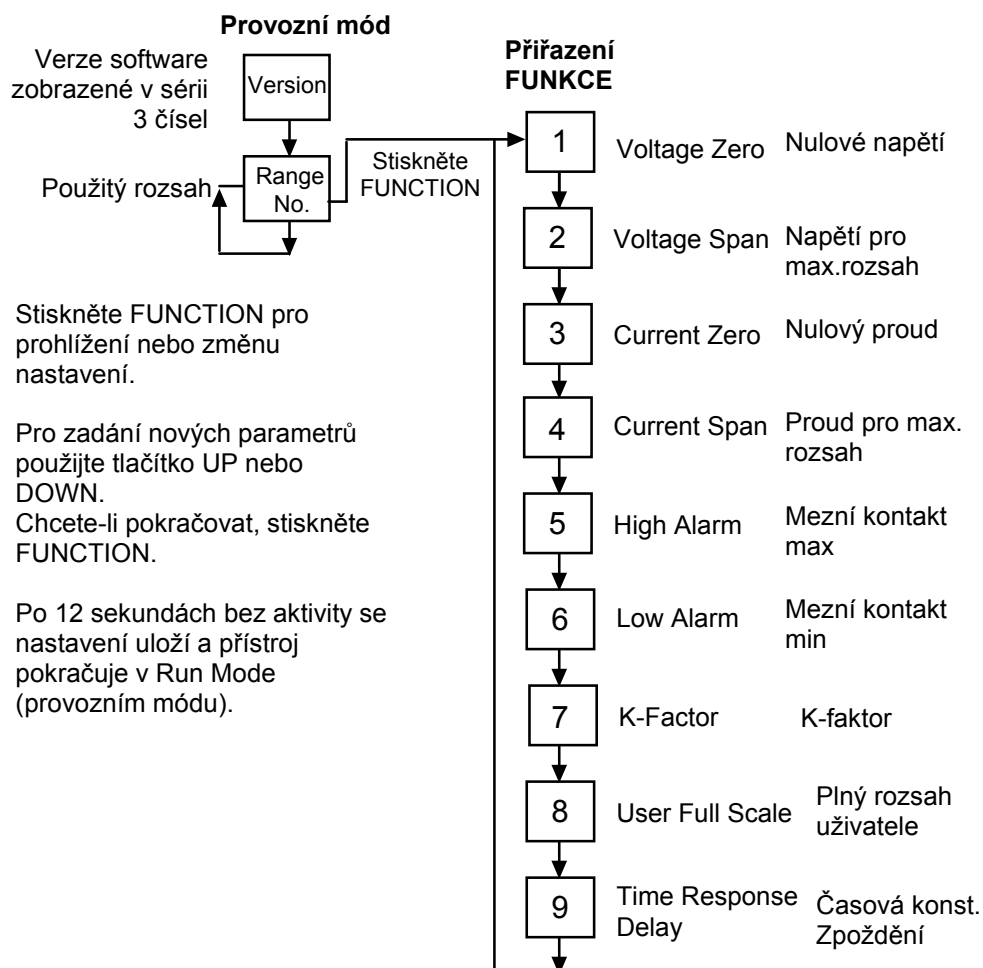 Provozní mód
Verze software
zobrazené v sérii
3 čísel
Version
Použitý rozsah
Range
No.
Stiskněte
FUNCTION
Stiskněte FUNCTION pro
prohlížení nebo změnu
nastavení.
Pro zadání nových parametrů
použijte tlačítko UP nebo
DOWN.
Chcete-li pokračovat, stiskněte
FUNCTION.
Po 12 sekundách bez aktivity se
nastavení uloží a přístroj
pokračuje v Run Mode
(provozním módu).
Přiřazení
FUNKCE
1
Voltage Zero
Nulové napětí
2
Voltage Span
Napětí pro
max.rozsah
3
Current Zero
Nulový proud
4
Current Span
Proud pro max.
rozsah
5
High Alarm
Mezní kontakt
max
6
Low Alarm
Mezní kontakt
min
7
K-Factor
K-faktor
8
User Full Scale
Plný rozsah
uživatele
9
Time Response
Delay
Časová konst.
Zpoždění